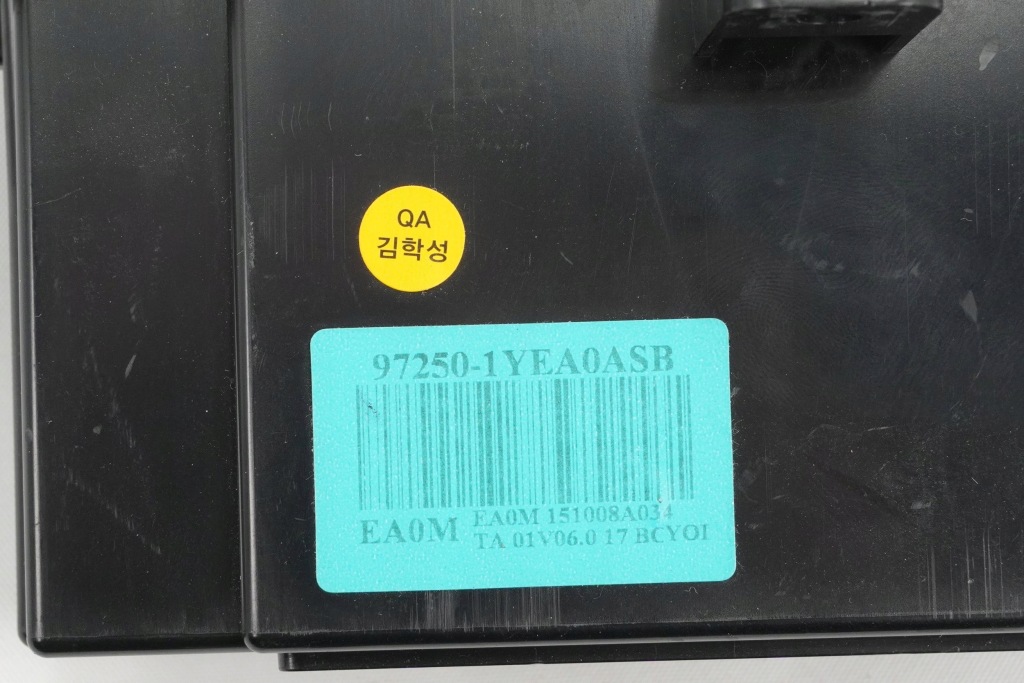 QA
김학성
97250-1YEA0ASB
EA0M
EA0M 151008A034
TA 01V06.0 17 BCYOI